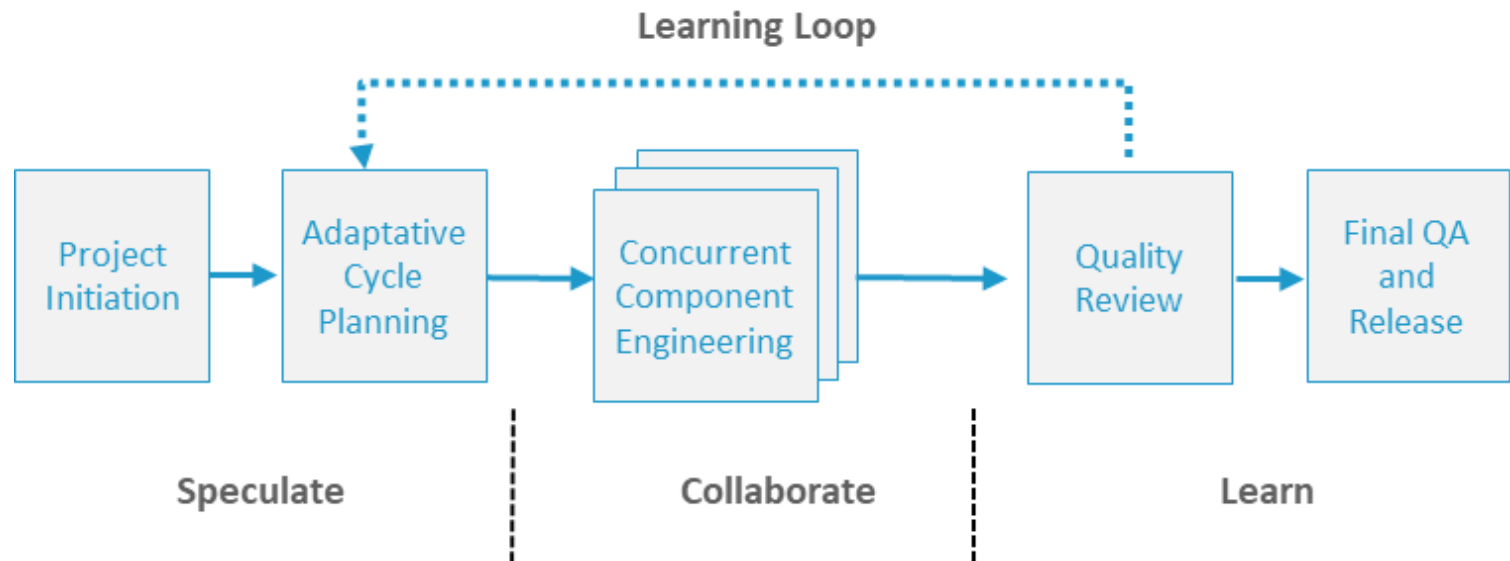 Learning Loop
Project
Initiation
Adaptative
Cycle
Planning
Concurrent
Component
Engineering
Quality
Review
Final QA
and
Release
Speculate
Collaborate
Learn